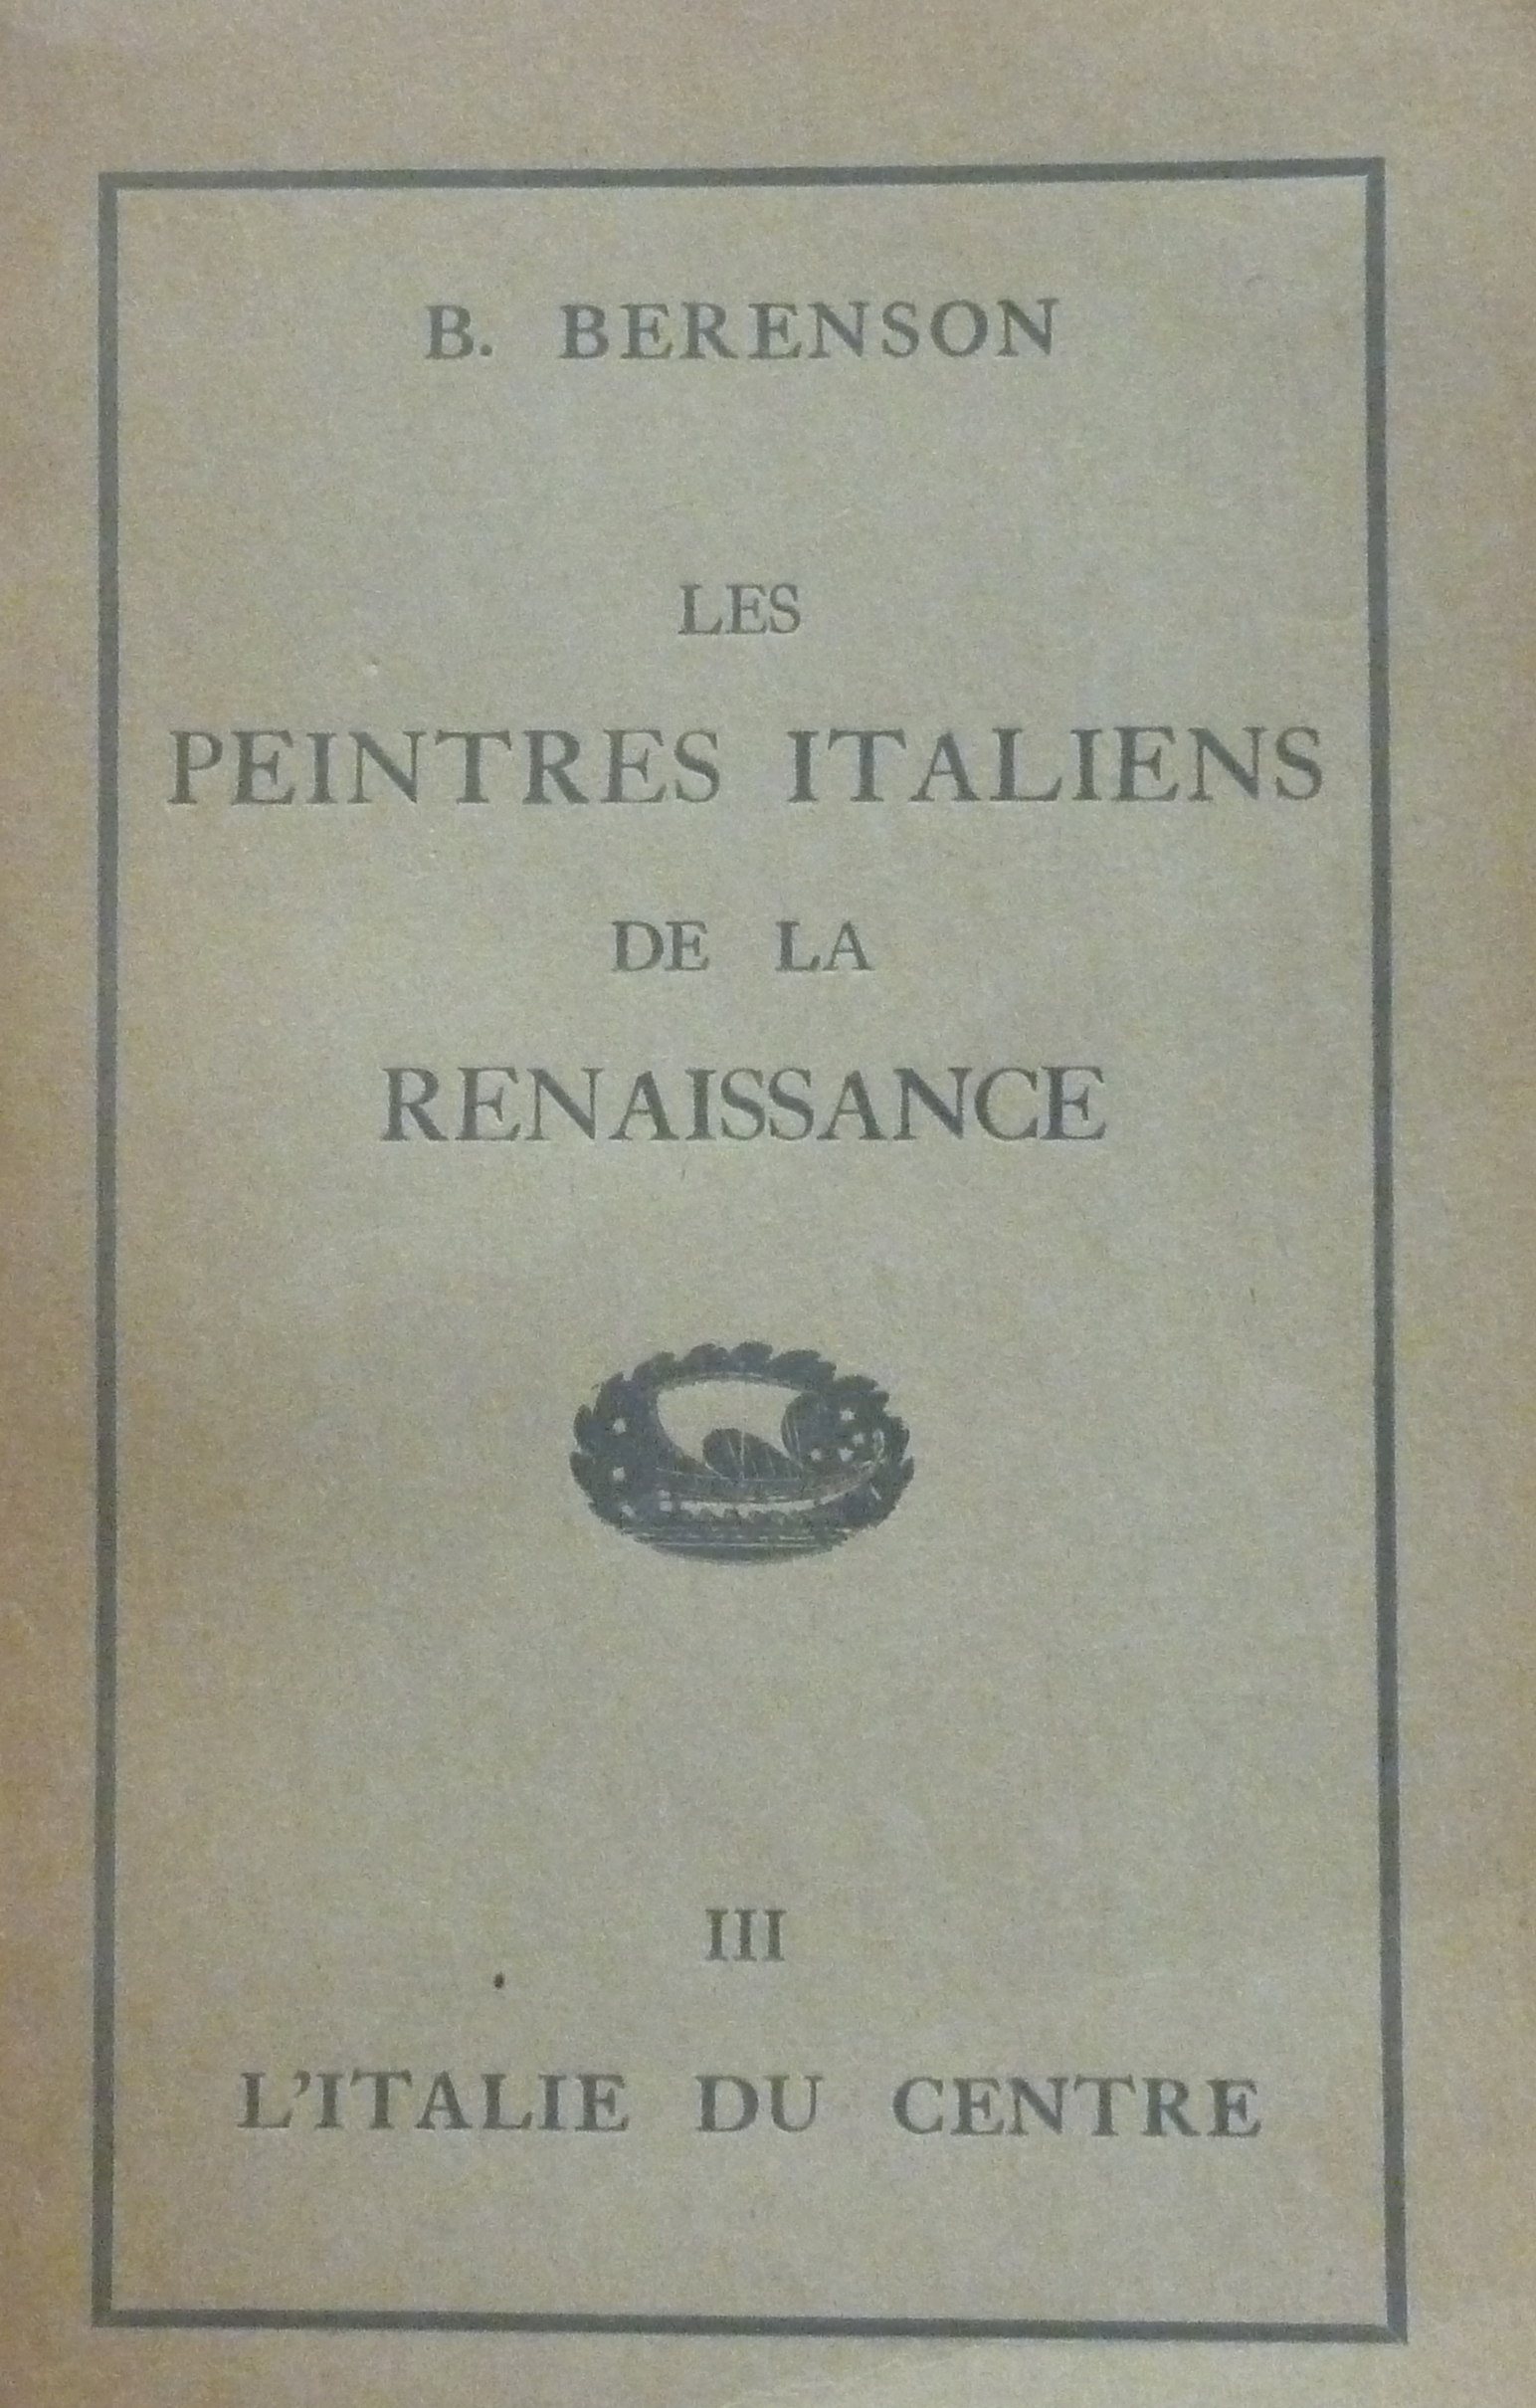 B. BERENSON
LES
PEINTRES ITALIENS
DE LA
RENAISSANCE
III
L'ITALIE DU CENTRE